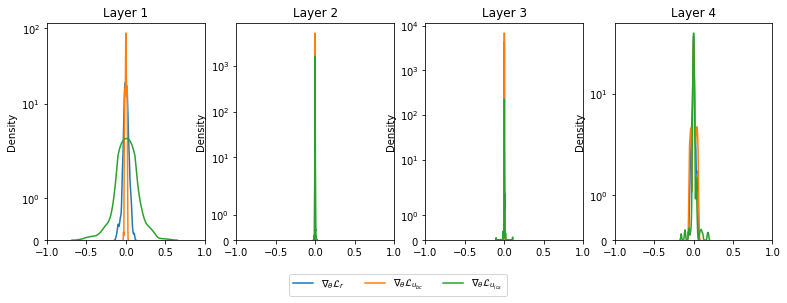 Layer 1 Layer 2 Layer 3 Layer 4
Density Density Density Density
10² 10¹ 10⁰ 0
10³ 10² 10¹ 10⁰ 0
10⁴ 10³ 10² 10¹ 10⁰ 0
10¹ 10⁰ 0
−1.0 −0.5 0.0 0.5 1.0 −1.0 −0.5 0.0 0.5 1.0 −1.0 −0.5 0.0 0.5 1.0 −1.0 −0.5 0.0 0.5 1.0
∇θℒr ∇θℒu_bc ∇θℒu_ics